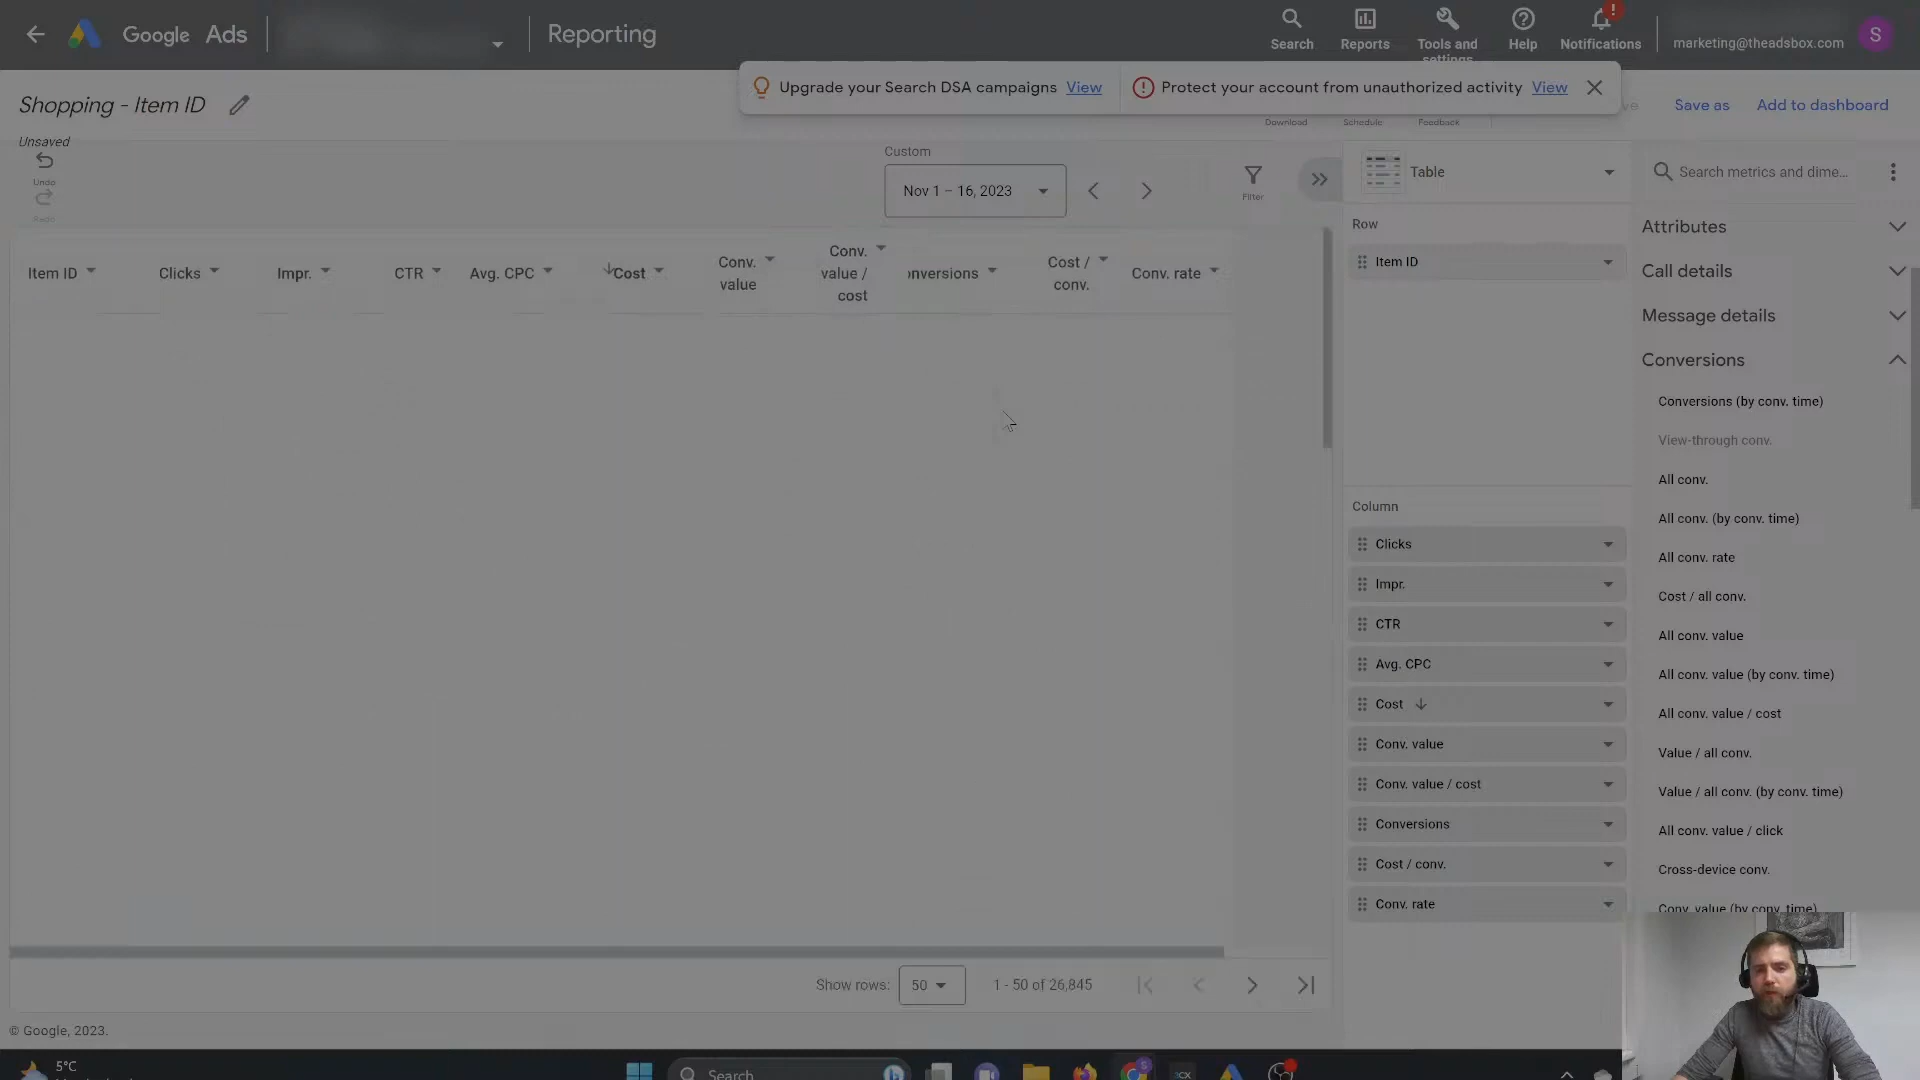 Google Ads
Reporting
Search
Reports
Tools and
settings
Help
Notifications
marketing@theadsbox.com
S
Upgrade your Search DSA campaigns View
Protect your account from unauthorized activity View
Shopping - Item ID
Unsaved
Save as
Add to dashboard
Download
Schedule
Feedback
Undo
Redo
Custom
Nov 1 – 16, 2023
Filter
Table
Search metrics and dime...
Item ID
Clicks
Impr.
CTR
Avg. CPC
Cost
Conv.
value
Conv.
value /
cost
nversions
Cost /
conv.
Conv. rate
Row
Item ID
Column
Clicks
Impr.
CTR
Avg. CPC
Cost
Conv. value
Conv. value / cost
Conversions
Cost / conv.
Conv. rate
Attributes
Call details
Message details
Conversions
Conversions (by conv. time)
View-through conv.
All conv.
All conv. (by conv. time)
All conv. rate
Cost / all conv.
All conv. value
All conv. value (by conv. time)
All conv. value / cost
Value / all conv.
Value / all conv. (by conv. time)
All conv. value / click
Cross-device conv.
Conv. value (by conv. time)
Show rows:
50
1 - 50 of 26,845
© Google, 2023.
5°C
Search
3CX